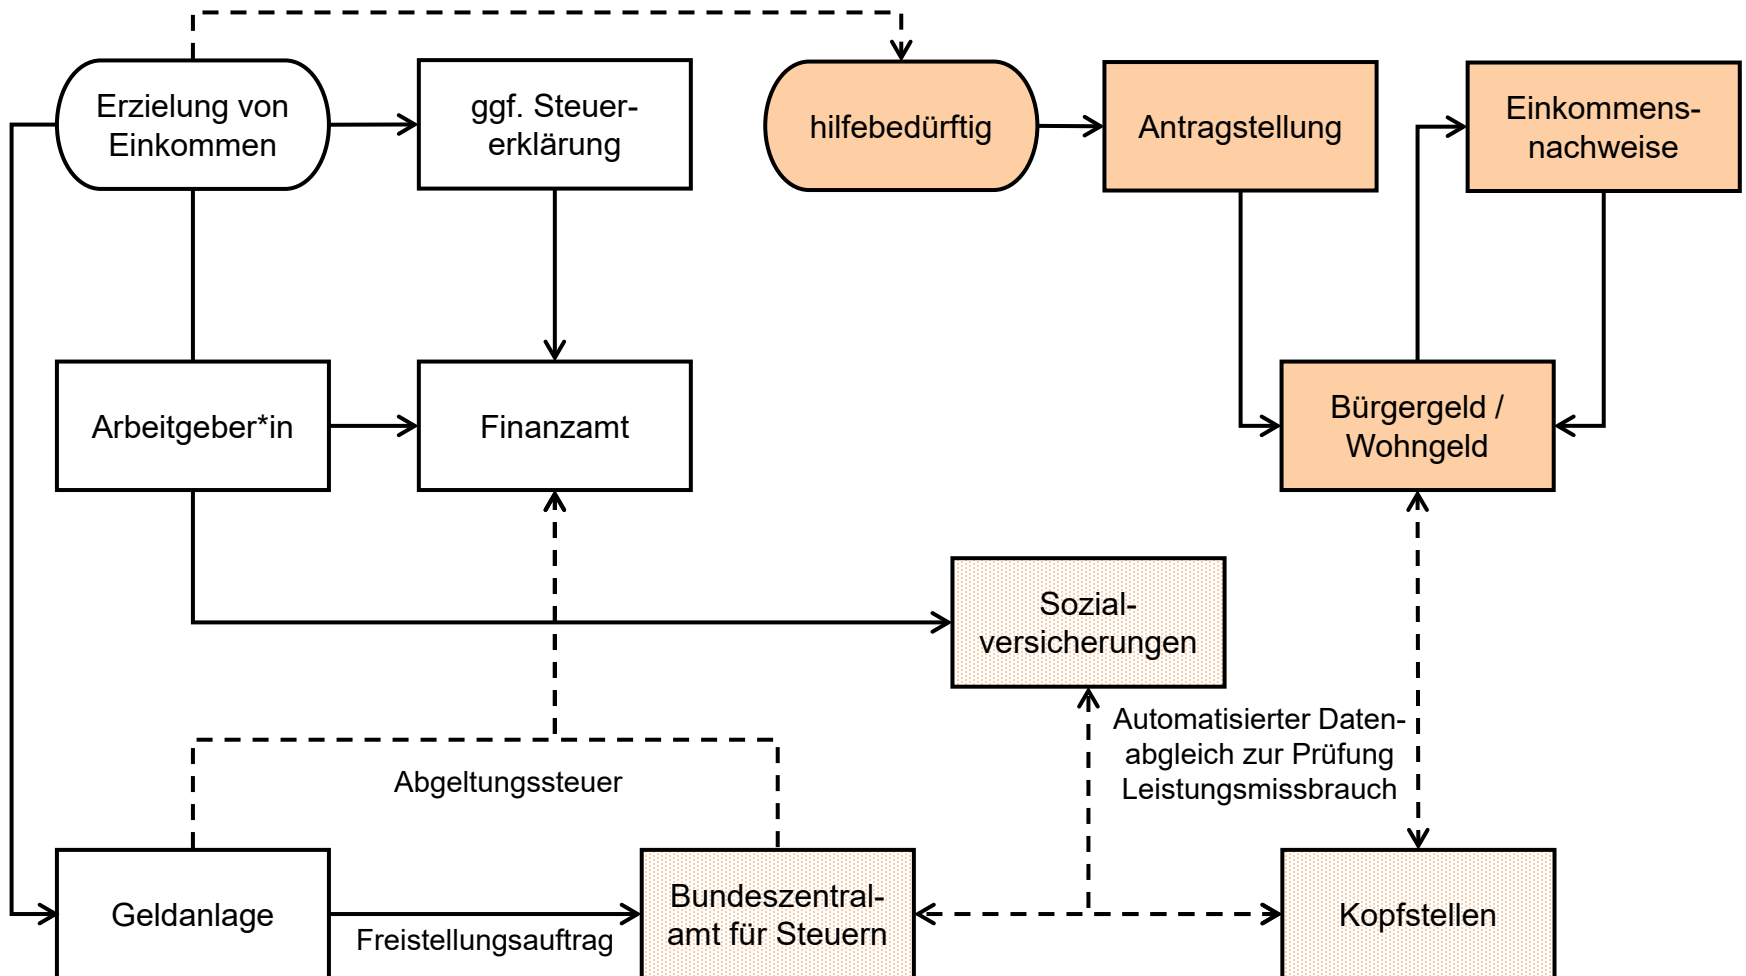 Erzielung von
Einkommen
ggf. Steuer-
erklärung
hilfebedürftig
Antragstellung
Einkommens-
nachweise
Arbeitgeber*in
Finanzamt
Bürgergeld /
Wohngeld
Sozial-
versicherungen
Automatisierter Daten-
abgleich zur Prüfung
Leistungsmissbrauch
Abgeltungssteuer
Geldanlage
Freistellungsauftrag
Bundeszentral-
amt für Steuern
Kopfstellen